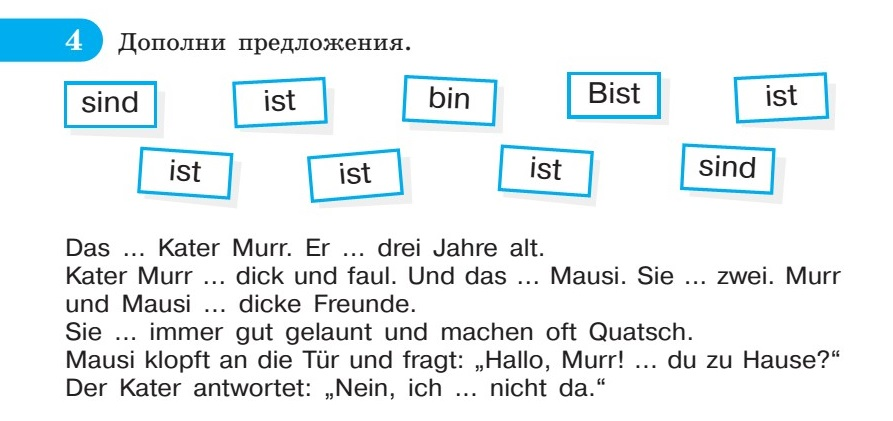 4 Дополни предложения.
sind ist bin Bist ist
ist ist ist sind
Das ... Kater Murr. Er ... drei Jahre alt.
Kater Murr ... dick und faul. Und das ... Mausi. Sie ... zwei. Murr
und Mausi ... dicke Freunde.
Sie ... immer gut gelaunt und machen oft Quatsch.
Mausi klopft an die Tür und fragt: „Hallo, Murr! ... du zu Hause?“
Der Kater antwortet: „Nein, ich ... nicht da.“